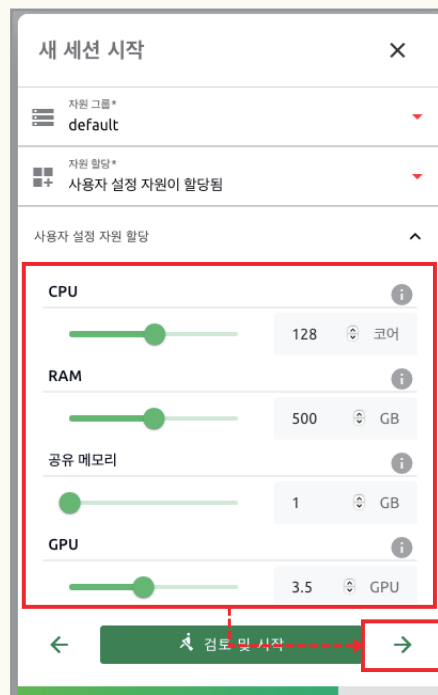 새 세션 시작
자원 그룹*
default
자원 할당*
사용자 설정 자원이 할당됨
사용자 설정 자원 할당
CPU
128 코어
RAM
500 GB
공유 메모리
1 GB
GPU
3.5 GPU
검토 및 시작